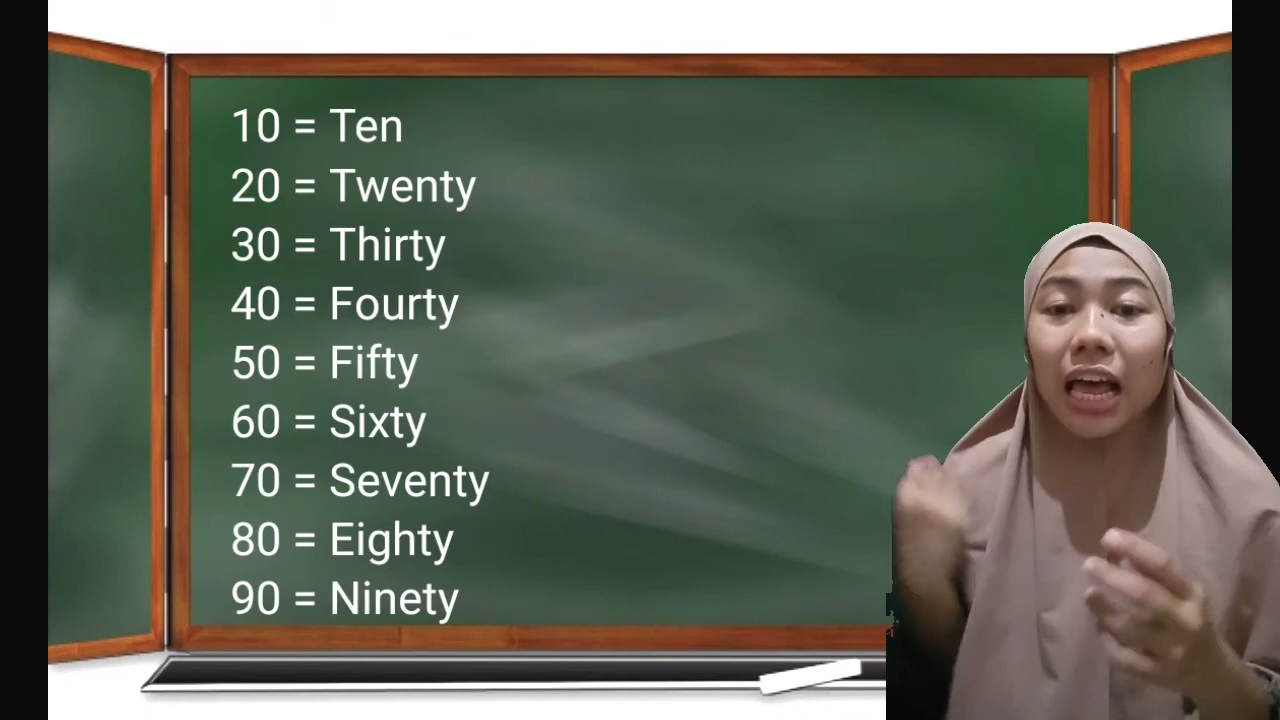 10 = Ten
20 = Twenty
30 = Thirty
40 = Fourty
50 = Fifty
60 = Sixty
70 = Seventy
80 = Eighty
90 = Ninety